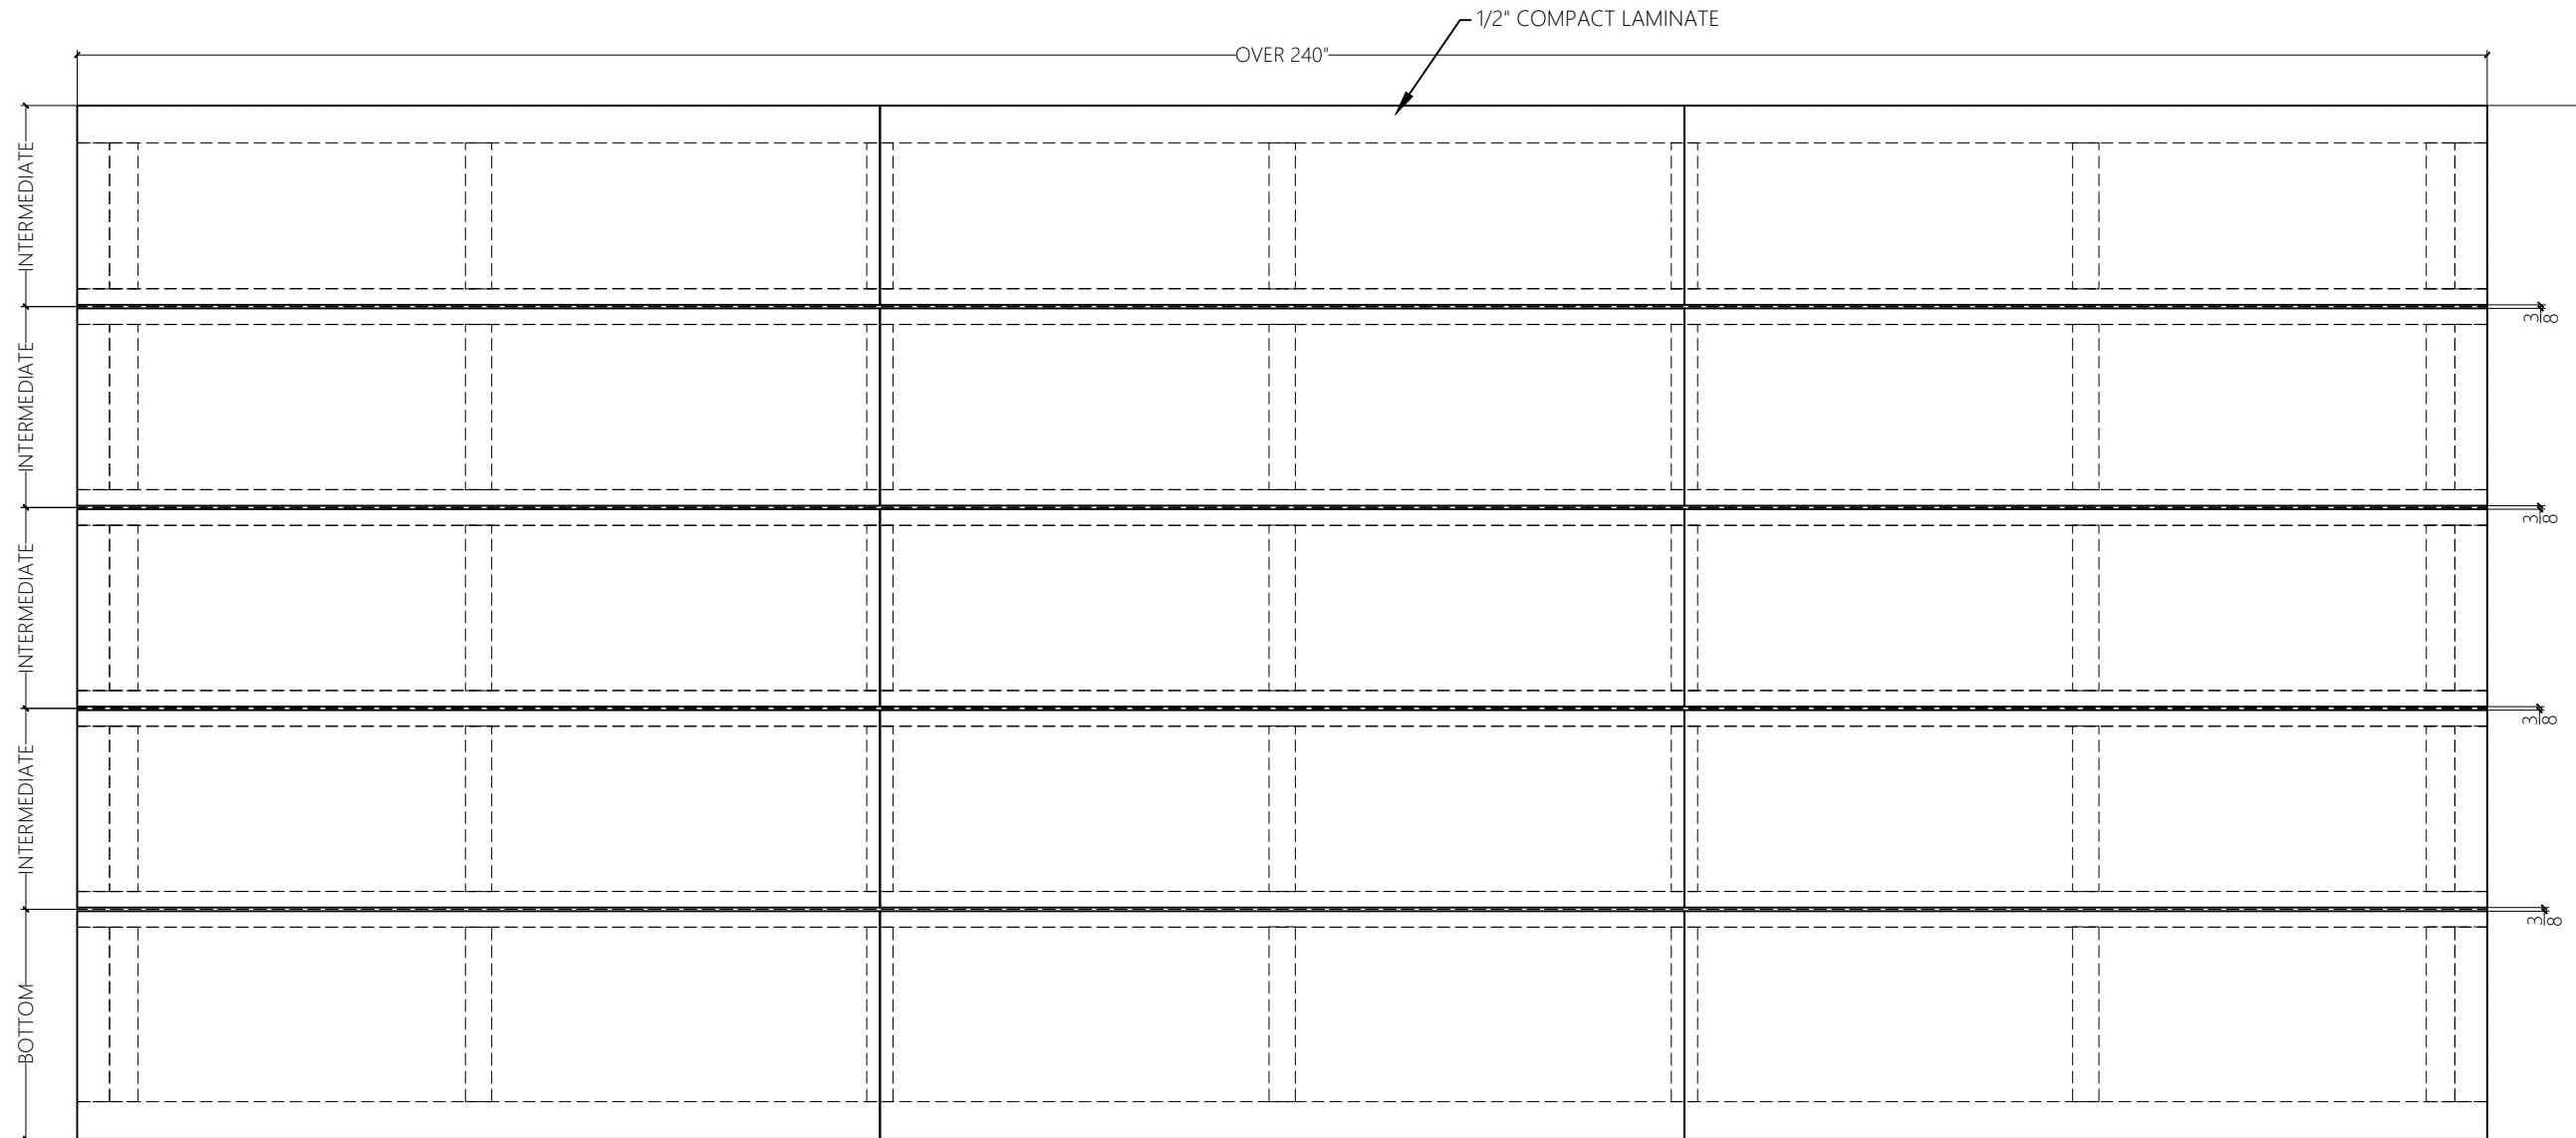 1/2" COMPACT LAMINATE
OVER 240"
INTERMEDIATE
3/8
INTERMEDIATE
3/8
INTERMEDIATE
3/8
INTERMEDIATE
3/8
BOTTOM